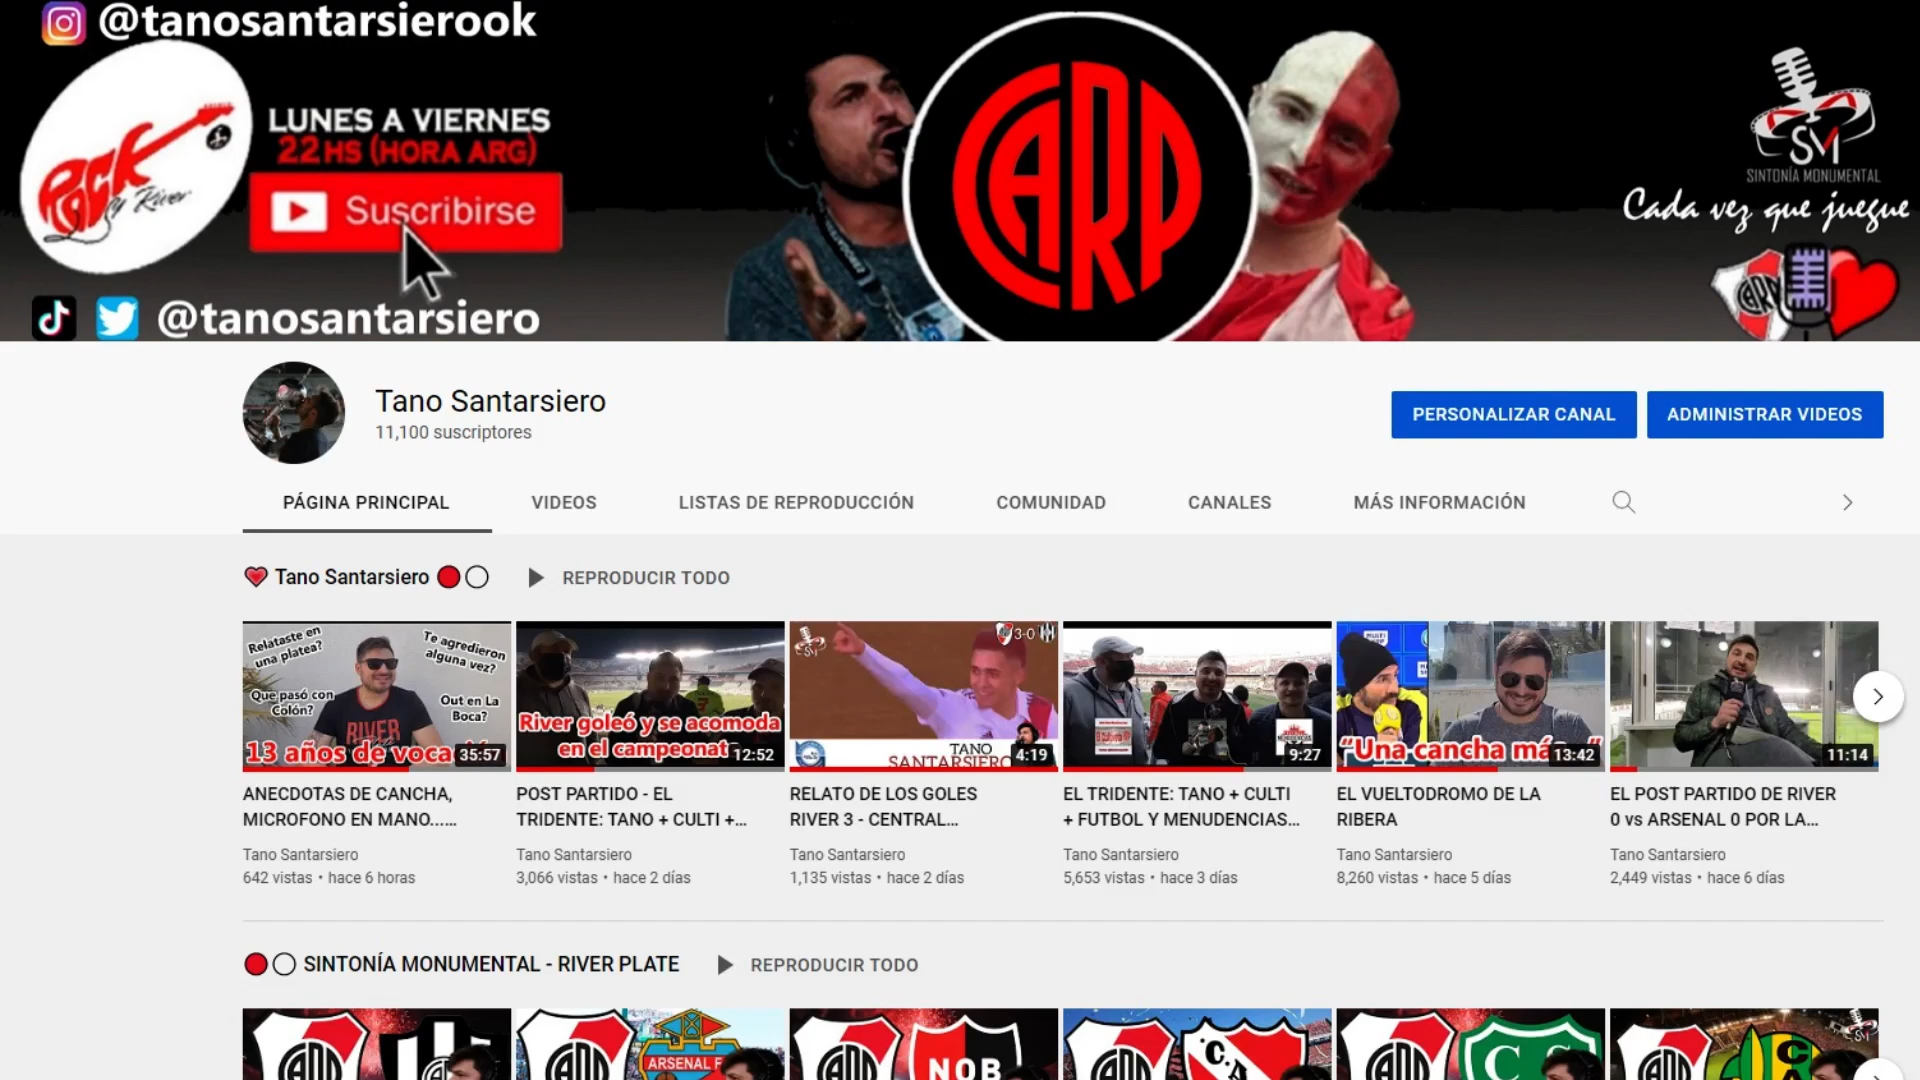 @tanosantarsierook
ROCK
y River
LUNES A VIERNES
22HS (HORA ARG)
Suscribirse
@tanosantarsiero
CARP
SM
SINTONÍA MONUMENTAL
Cada vez que juegue
CARP
Tano Santarsiero
11,100 suscriptores
PERSONALIZAR CANAL
ADMINISTRAR VIDEOS
PÁGINA PRINCIPAL
VIDEOS
LISTAS DE REPRODUCCIÓN
COMUNIDAD
CANALES
MÁS INFORMACIÓN
Tano Santarsiero
REPRODUCIR TODO
Relataste en
una platea?
Te agredieron
alguna vez?
Que pasó con
Colón?
Out en La
Boca?
RIVER
13 años de voca
35:57
ANECDOTAS DE CANCHA,
MICROFONO EN MANO......
Tano Santarsiero
642 vistas • hace 6 horas
River goleó y se acomoda
en el campeonat
12:52
POST PARTIDO - EL
TRIDENTE: TANO + CULTI +...
Tano Santarsiero
3,066 vistas • hace 2 días
SM
3-0
TANO
SANTARSIERO
4:19
RELATO DE LOS GOLES
RIVER 3 - CENTRAL...
Tano Santarsiero
1,135 vistas • hace 2 días
9:27
EL TRIDENTE: TANO + CULTI
+ FUTBOL Y MENUDENCIAS...
Tano Santarsiero
5,653 vistas • hace 3 días
"Una cancha má
13:42
EL VUELTODROMO DE LA
RIBERA
Tano Santarsiero
8,260 vistas • hace 5 días
11:14
EL POST PARTIDO DE RIVER
0 vs ARSENAL 0 POR LA...
Tano Santarsiero
2,449 vistas • hace 6 días
SINTONÍA MONUMENTAL - RIVER PLATE
REPRODUCIR TODO
ARSENAL F
NOB